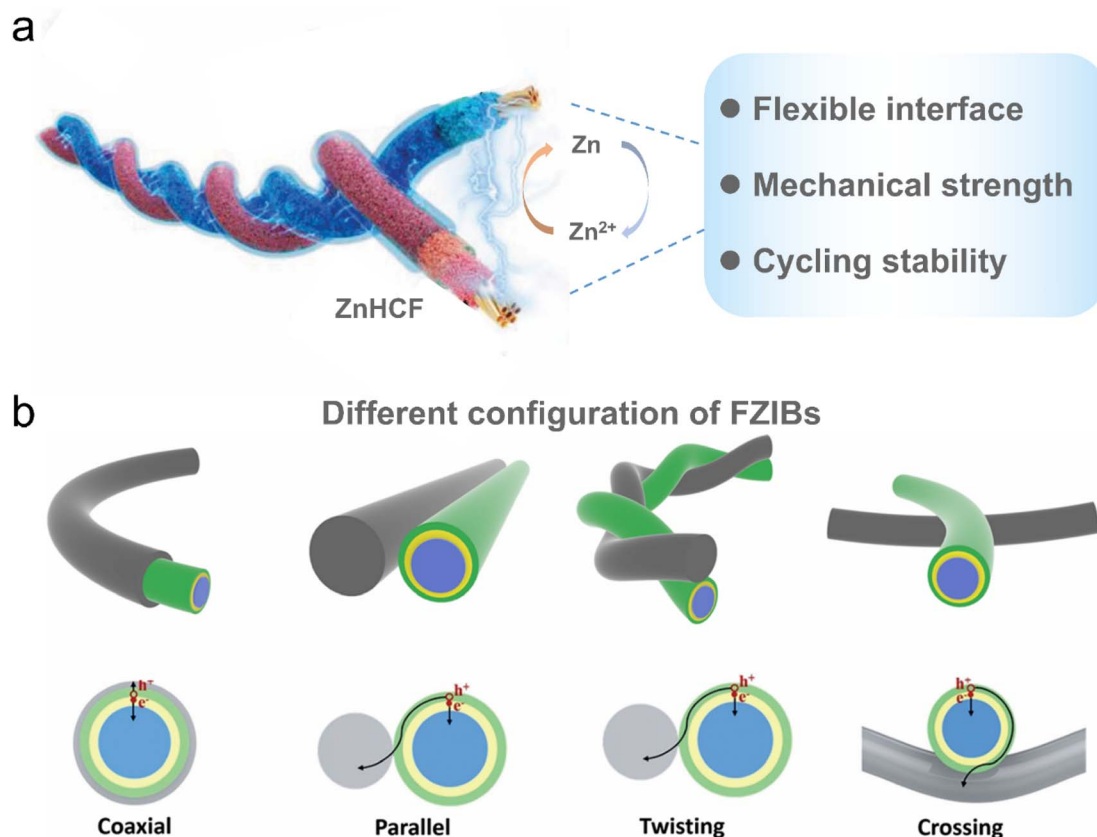 a
Flexible interface
Mechanical strength
Cycling stability
Zn
Zn²⁺
ZnHCF
b
Different configuration of FZIBs
h⁺
e⁻
h⁺
e⁻
h⁺
e⁻
h⁺
e⁻
Coaxial
Parallel
Twisting
Crossing